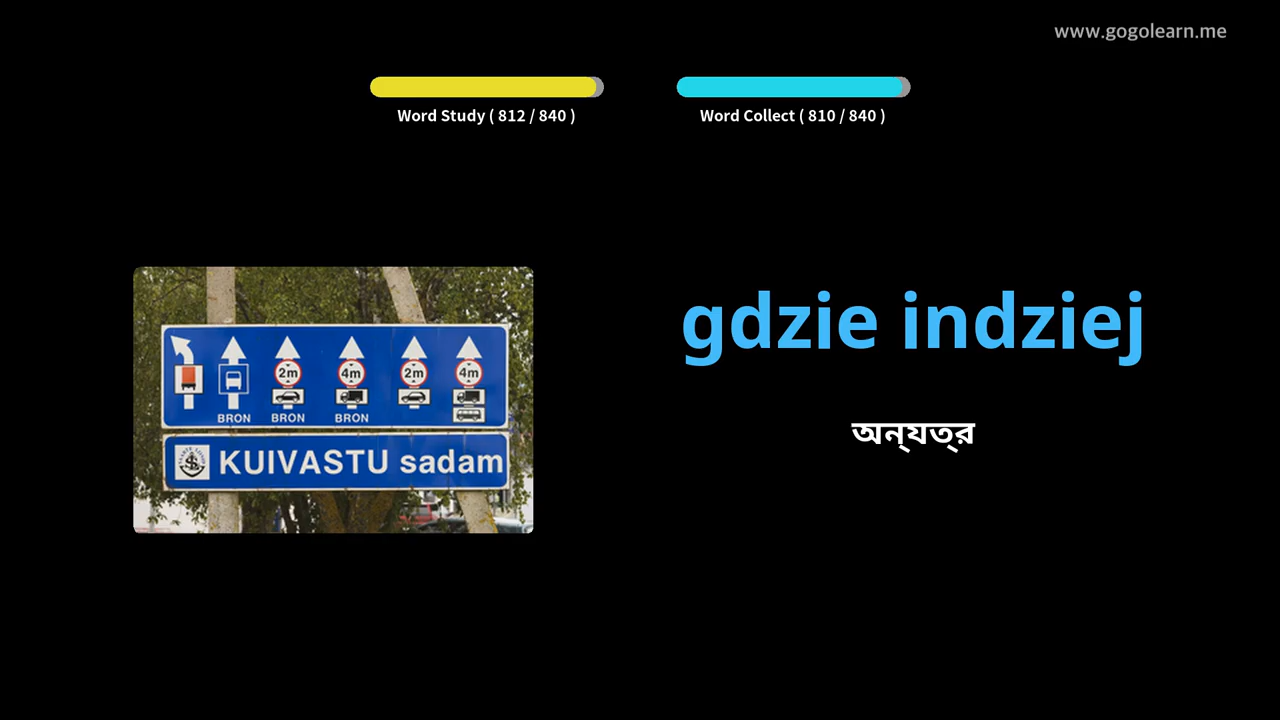 www.gogolearn.me
Word Study ( 812 / 840 )
Word Collect ( 810 / 840 )
gdzie indziej
অন্যত্র
2m
4m
2m
4m
BRON
BRON
BRON
KUIVASTU sadam